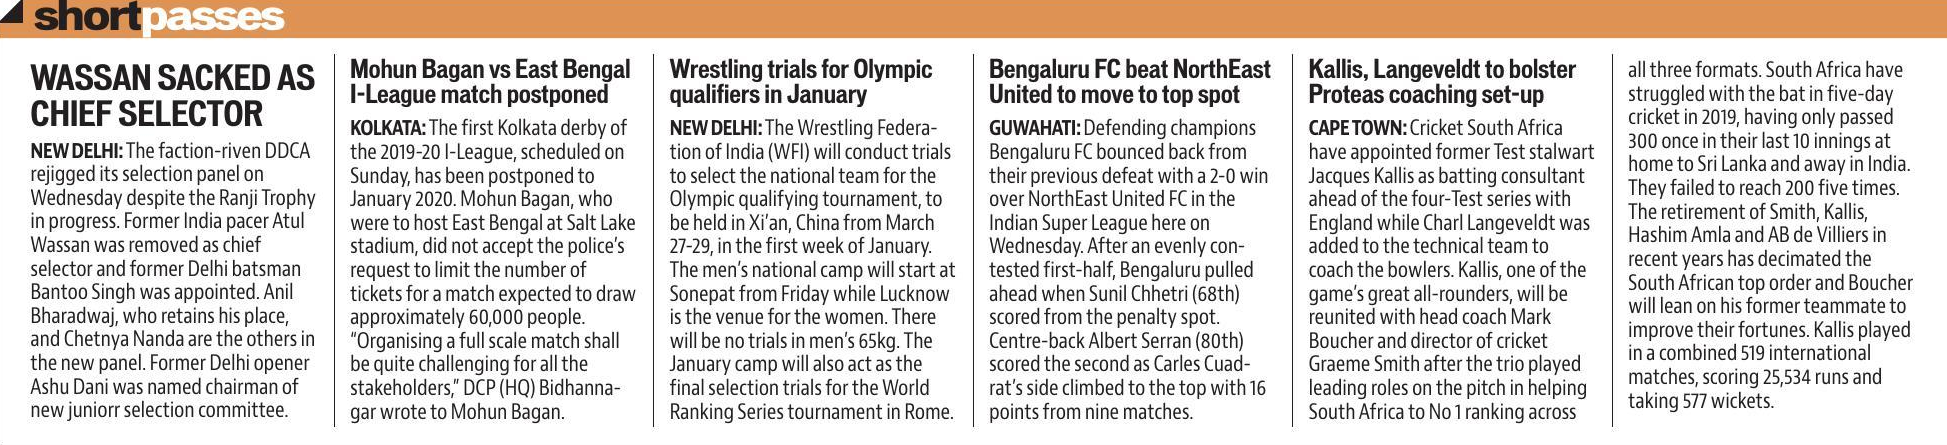 shortpasses
WASSAN SACKED AS
CHIEF SELECTOR
NEW DELHI: The faction-riven DDCA
rejigged its selection panel on
Wednesday despite the Ranji Trophy
in progress. Former India pacer Atul
Wassan was removed as chief
selector and former Delhi batsman
Bantoo Singh was appointed. Anil
Bharadwaj, who retains his place,
and Chetnya Nanda are the others in
the new panel. Former Delhi opener
Ashu Dani was named chairman of
new juniorr selection committee.
Mohun Bagan vs East Bengal
I-League match postponed
KOLKATA: The first Kolkata derby of
the 2019-20 I-League, scheduled on
Sunday, has been postponed to
January 2020. Mohun Bagan, who
were to host East Bengal at Salt Lake
stadium, did not accept the police's
request to limit the number of
tickets for a match expected to draw
approximately 60,000 people.
“Organising a full scale match shall
be quite challenging for all the
stakeholders,” DCP (HQ) Bidhanna-
gar wrote to Mohun Bagan.
Wrestling trials for Olympic
qualifiers in January
NEW DELHI: The Wrestling Federa-
tion of India (WFI) will conduct trials
to select the national team for the
Olympic qualifying tournament, to
be held in Xi'an, China from March
27-29, in the first week of January.
The men's national camp will start at
Sonepat from Friday while Lucknow
is the venue for the women. There
will be no trials in men's 65kg. The
January camp will also act as the
final selection trials for the World
Ranking Series tournament in Rome.
Bengaluru FC beat NorthEast
United to move to top spot
GUWAHATI: Defending champions
Bengaluru FC bounced back from
their previous defeat with a 2-0 win
over NorthEast United FC in the
Indian Super League here on
Wednesday. After an evenly con-
tested first-half, Bengaluru pulled
ahead when Sunil Chhetri (68th)
scored from the penalty spot.
Centre-back Albert Serran (80th)
scored the second as Carles Cuad-
rat's side climbed to the top with 16
points from nine matches.
Kallis, Langeveldt to bolster
Proteas coaching set-up
CAPE TOWN: Cricket South Africa
have appointed former Test stalwart
Jacques Kallis as batting consultant
ahead of the four-Test series with
England while Charl Langeveldt was
added to the technical team to
coach the bowlers. Kallis, one of the
game's great all-rounders, will be
reunited with head coach Mark
Boucher and director of cricket
Graeme Smith after the trio played
leading roles on the pitch in helping
South Africa to No 1 ranking across
all three formats. South Africa have
struggled with the bat in five-day
cricket in 2019, having only passed
300 once in their last 10 innings at
home to Sri Lanka and away in India.
They failed to reach 200 five times.
The retirement of Smith, Kallis,
Hashim Amla and AB de Villiers in
recent years has decimated the
South African top order and Boucher
will lean on his former teammate to
improve their fortunes. Kallis played
in a combined 519 international
matches, scoring 25,534 runs and
taking 577 wickets.